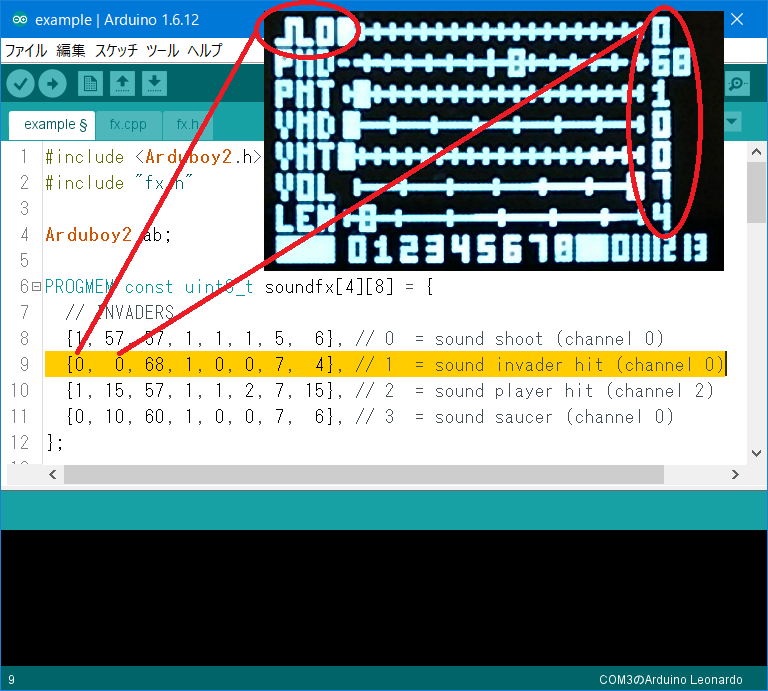 example | Arduino 1.6.12
ファイル 編集 スケッチ ツール ヘルプ
example § fx.cpp fx.h
0 0
68
PMT 1
VMD 0
VMT 0
VOL 7
LEN 4
0 1 2 3 4 5 6 7 8 11 12 13
1 #include <Arduboy2.h>
2 #include "fx.h"
3
4 Arduboy2 ab;
5
6 PROGMEM const uint8_t soundfx[4][8] = {
7 // INVADERS
8 {1, 57, 57, 1, 1, 1, 5, 6}, // 0 = sound shoot (channel 0)
9 {0, 0, 68, 1, 0, 0, 7, 4}, // 1 = sound invader hit (channel 0)
10 {1, 15, 57, 1, 1, 2, 7, 15}, // 2 = sound player hit (channel 2)
11 {0, 10, 60, 1, 0, 0, 7, 6}, // 3 = sound saucer (channel 0)
12 };
9 COM3のArduino Leonardo